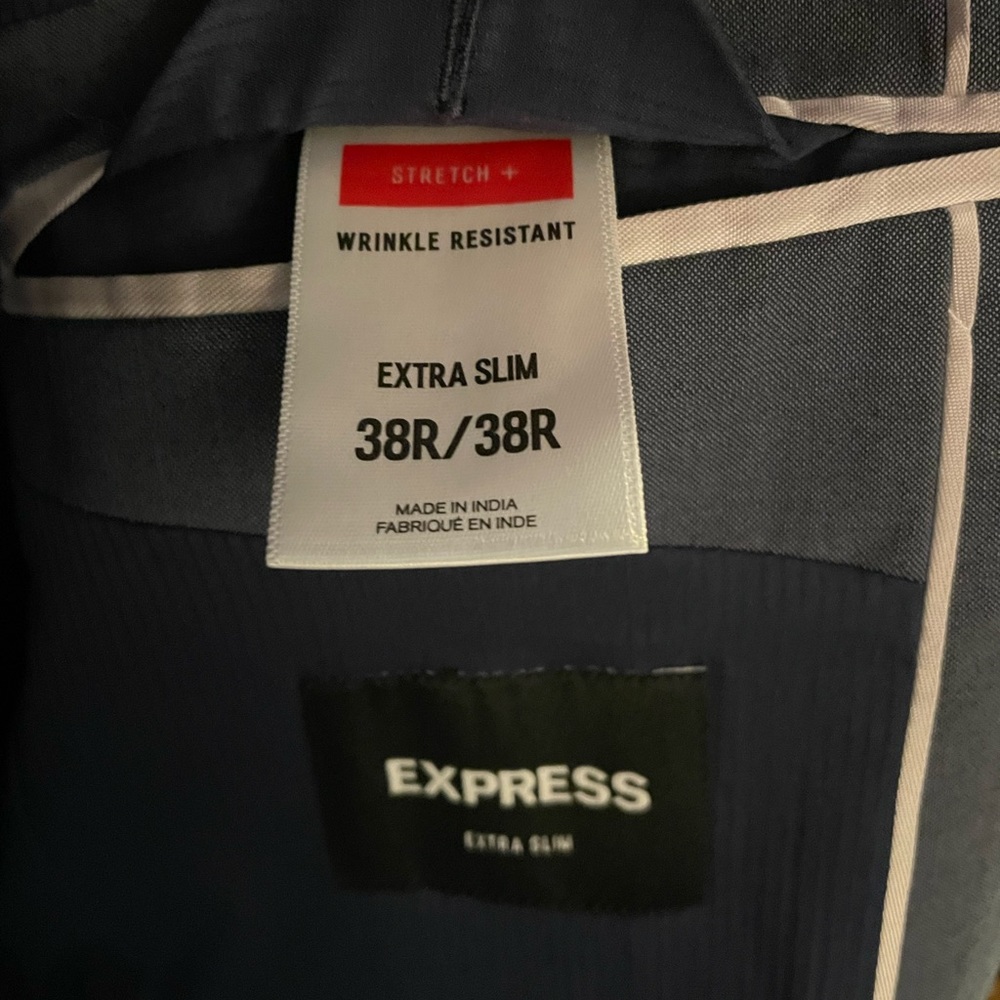 STRETCH +
WRINKLE RESISTANT
EXTRA SLIM
38R/38R
MADE IN INDIA
FABRIQUÉ EN INDE
EXPRESS
EXTRA SLIM